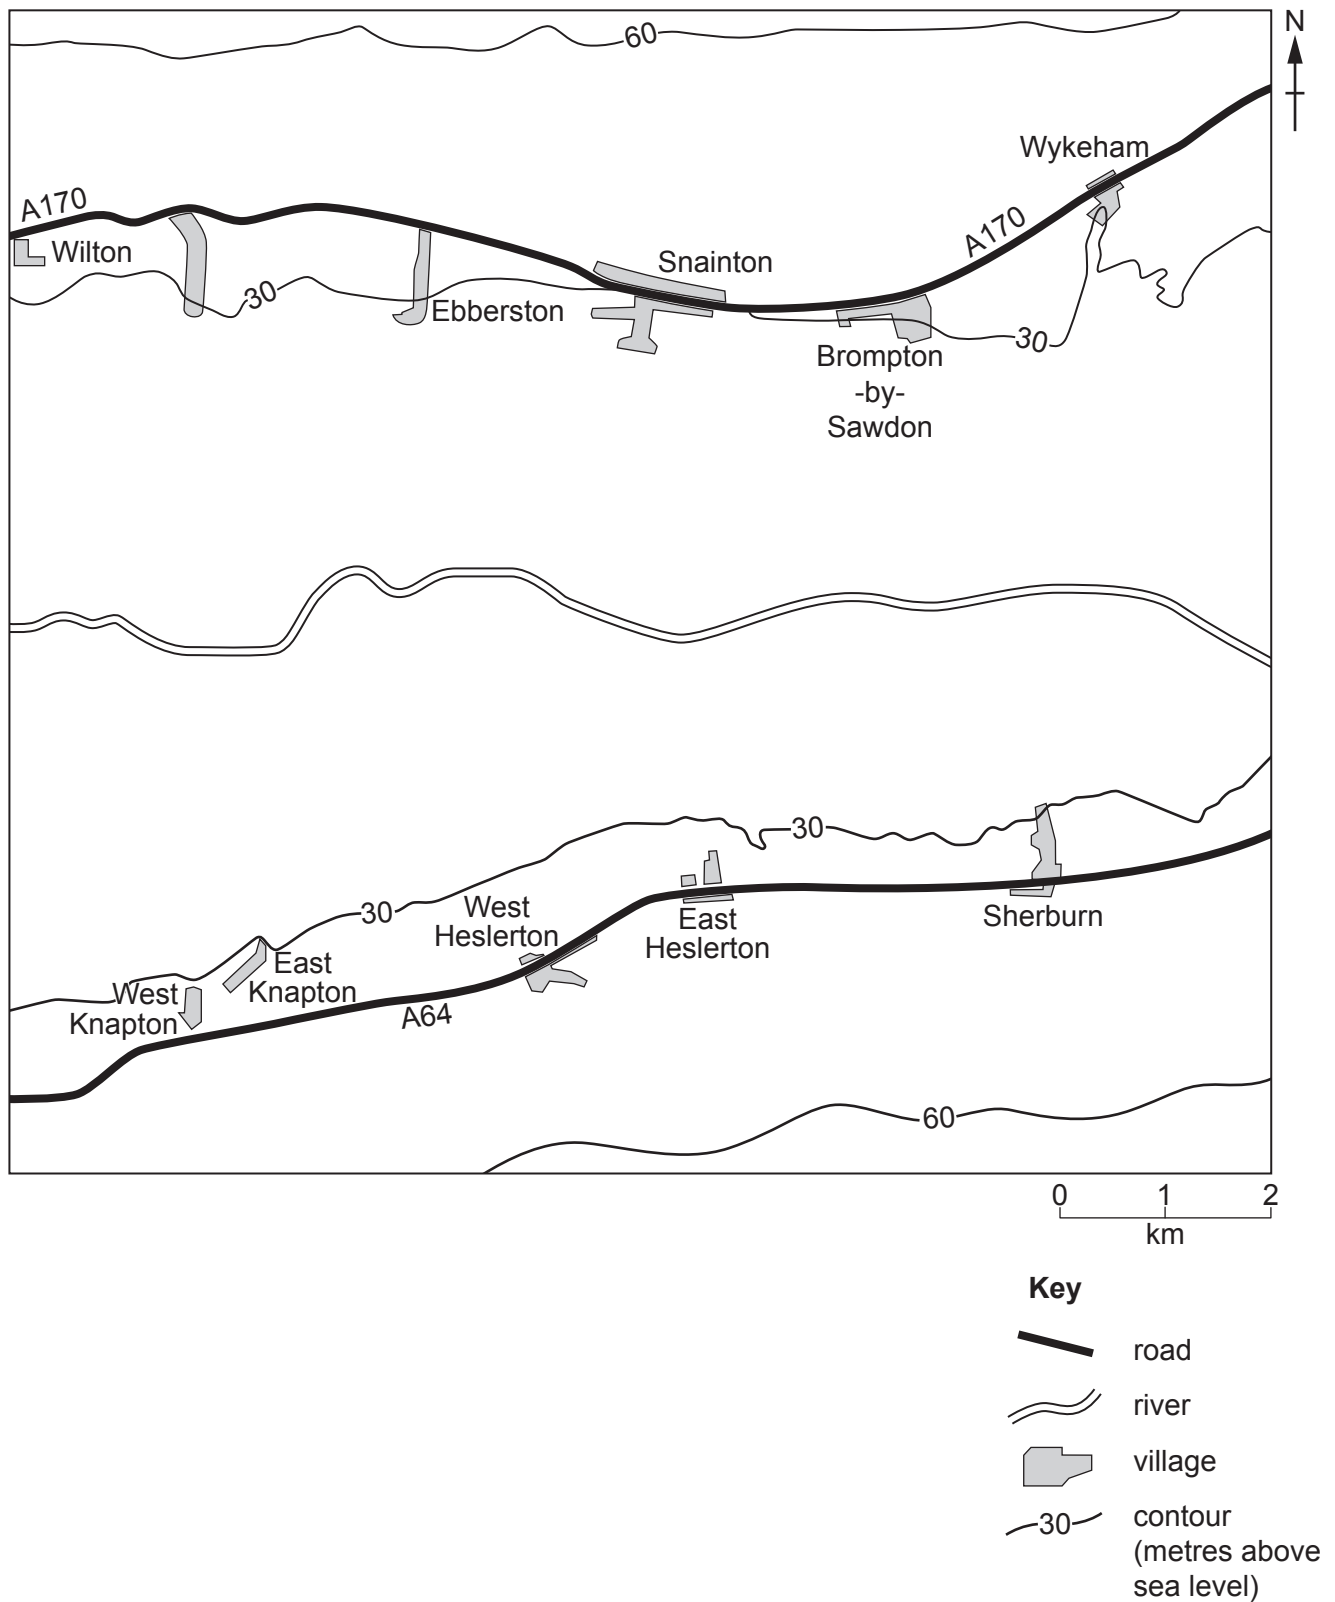 60
N
Wykeham
A170
A170
Wilton
Snainton
30
Ebberston
30
Brompton
-by-
Sawdon
30
30
West
Heslerton
East
Heslerton
Sherburn
East
Knapton
West
Knapton
A64
60
0 1 2
km
Key
road
river
village
30
contour
(metres above
sea level)